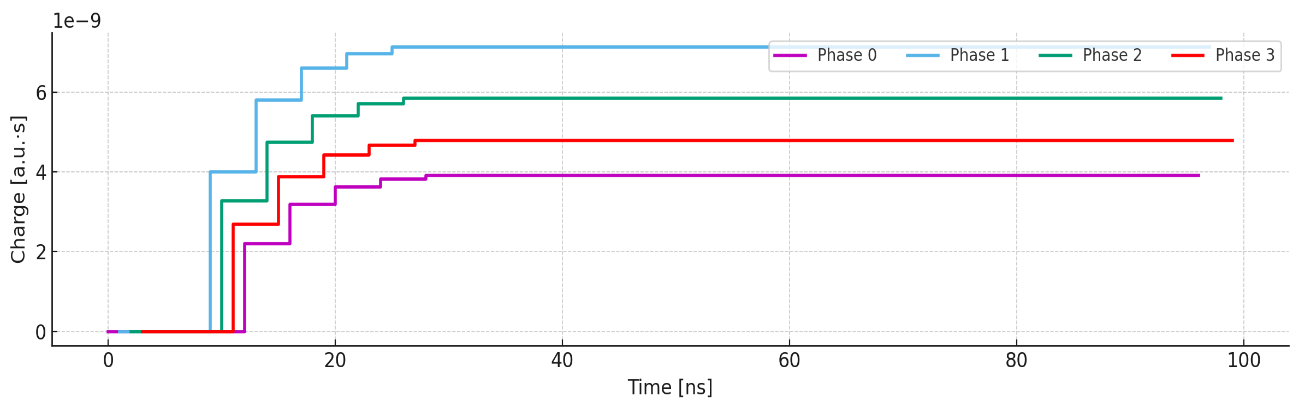 1e−9
Phase 0 Phase 1 Phase 2 Phase 3
6
4
2
0
Charge [a.u.·s]
0 20 40 60 80 100
Time [ns]